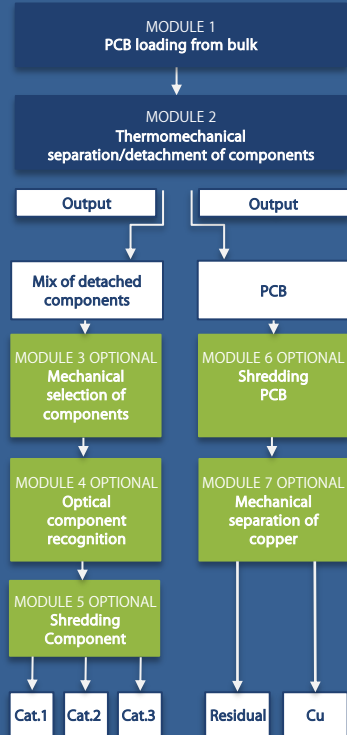 MODULE 1
PCB loading from bulk
MODULE 2
Thermomechanical
separation/detachment of components
Output
Output
Mix of detached
components
PCB
MODULE 3 OPTIONAL
Mechanical
selection of
components
MODULE 6 OPTIONAL
Shredding
PCB
MODULE 4 OPTIONAL
Optical
component
recognition
MODULE 7 OPTIONAL
Mechanical
separation of
copper
MODULE 5 OPTIONAL
Shredding
Component
Cat.1
Cat.2
Cat.3
Residual
Cu